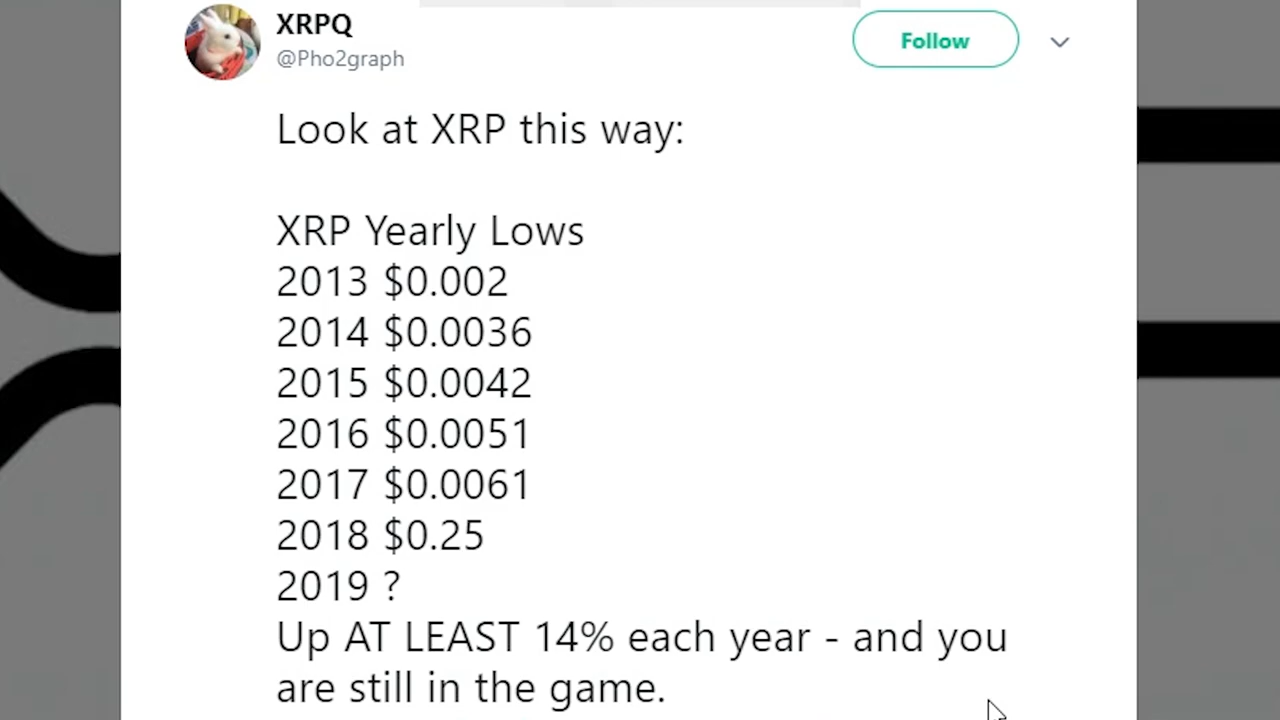 XRPQ
@Pho2graph
Follow
Look at XRP this way:
XRP Yearly Lows
2013 $0.002
2014 $0.0036
2015 $0.0042
2016 $0.0051
2017 $0.0061
2018 $0.25
2019 ?
Up AT LEAST 14% each year - and you
are still in the game.